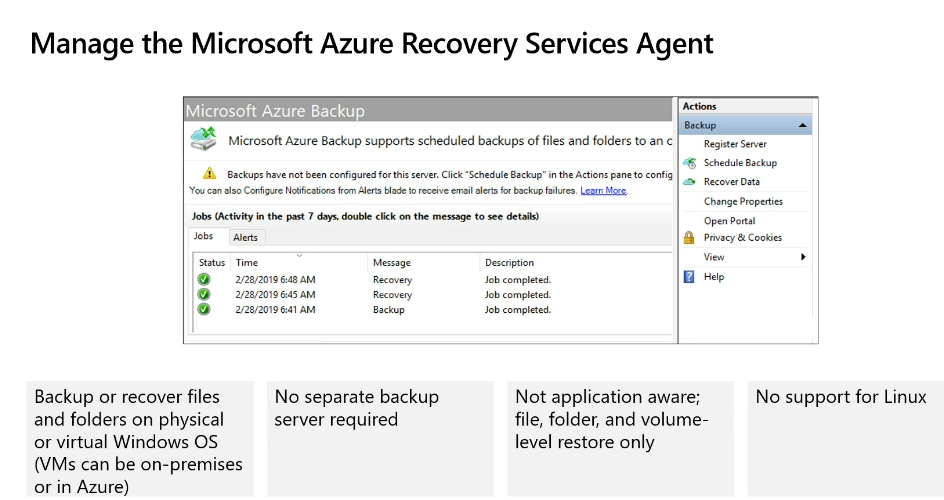 Manage the Microsoft Azure Recovery Services Agent
Microsoft Azure Backup
Microsoft Azure Backup supports scheduled backups of files and folders to an c
Backups have not been configured for this server. Click "Schedule Backup" in the Actions pane to config
You can also Configure Notifications from Alerts blade to receive email alerts for backup failures. Learn More.
Jobs (Activity in the past 7 days, double click on the message to see details)
Jobs Alerts
Status Time Message Description
2/28/2019 6:48 AM Recovery Job completed.
2/28/2019 6:45 AM Recovery Job completed.
2/28/2019 6:41 AM Backup Job completed.
Actions
Backup
Register Server
Schedule Backup
Recover Data
Change Properties
Open Portal
Privacy & Cookies
View
Help
Backup or recover files
and folders on physical
or virtual Windows OS
(VMs can be on-premises
or in Azure)
No separate backup
server required
Not application aware;
file, folder, and volume-
level restore only
No support for Linux